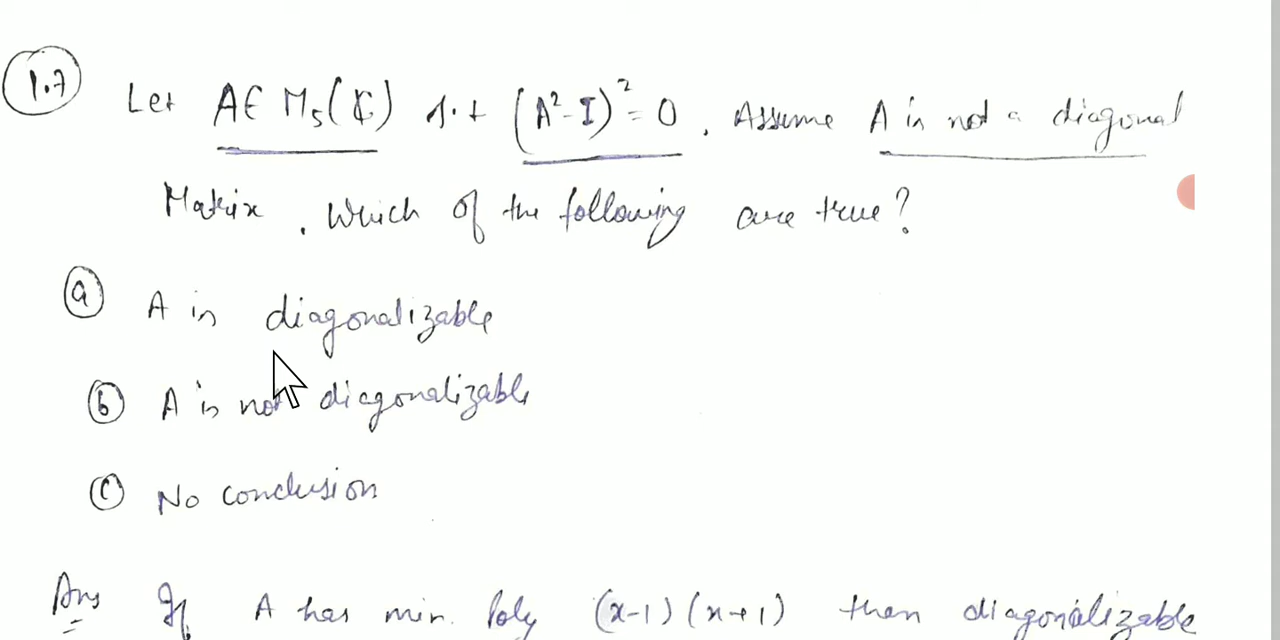 1.7 Let A∈ M₅(ℂ) s.t (A²-I)²=0. Assume A is not a diagonal
Matrix. Which of the following are true?
(a) A is diagonalizable
(b) A is not diagonalizable
(c) No conclusion
Ans If A has min. Poly (x-1)(x+1) then diagonalizable